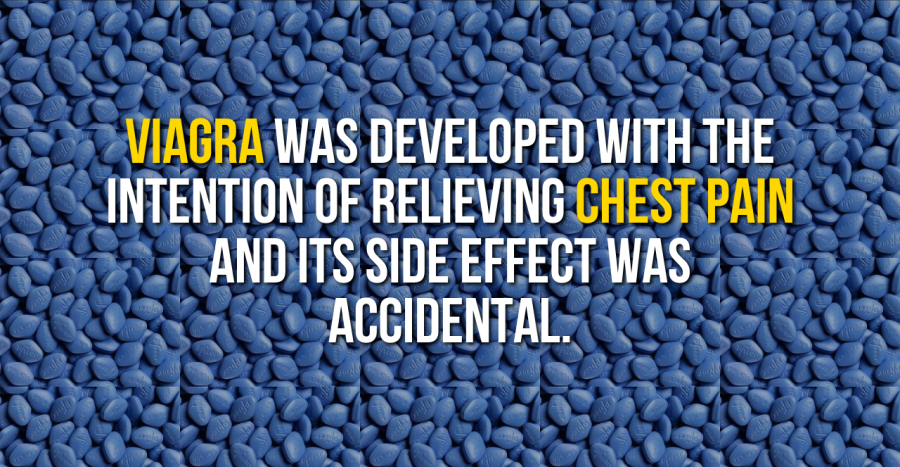 VIAGRA WAS DEVELOPED WITH THE
INTENTION OF RELIEVING CHEST PAIN
AND ITS SIDE EFFECT WAS
ACCIDENTAL.